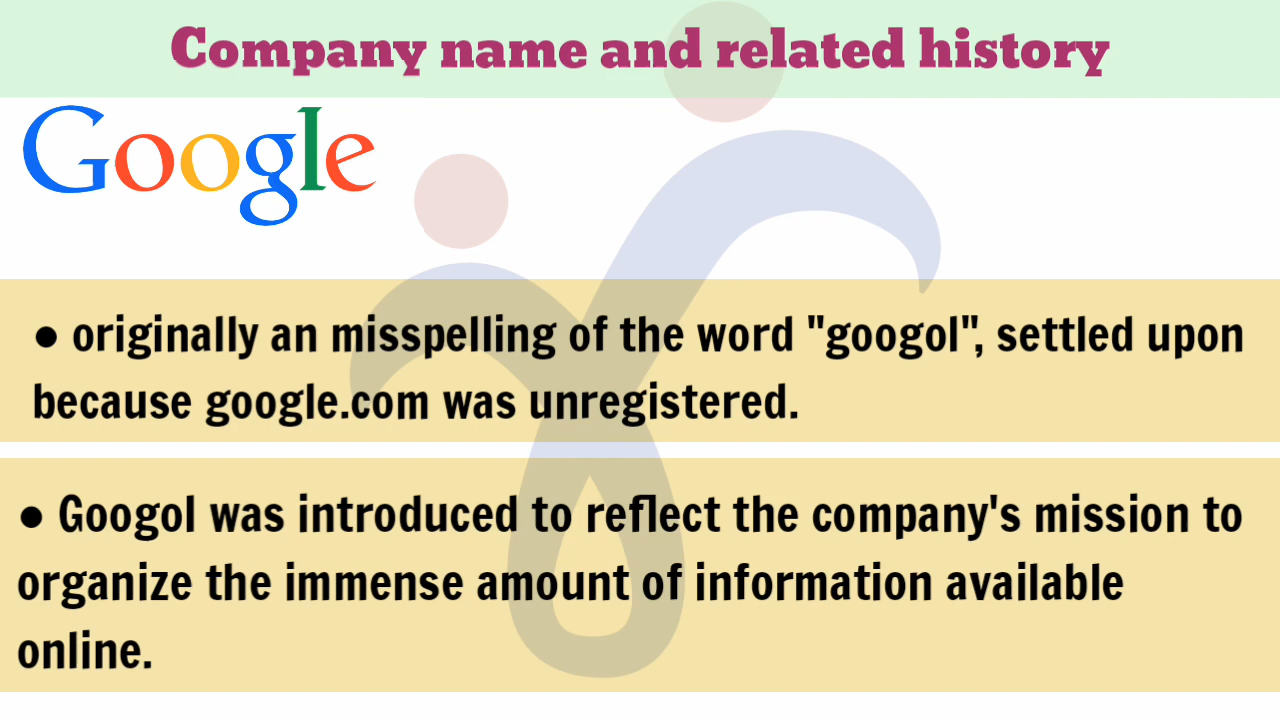 Company name and related history
Google
● originally an misspelling of the word "googol", settled upon
because google.com was unregistered.
● Googol was introduced to reflect the company's mission to
organize the immense amount of information available
online.